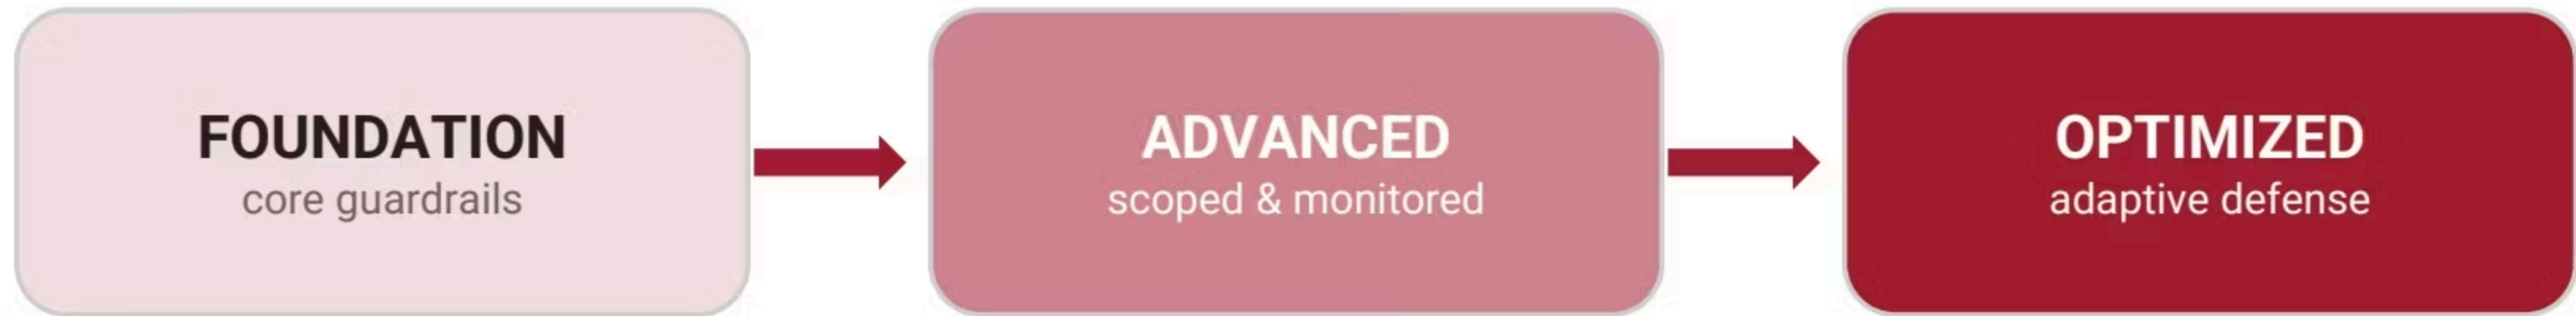 FOUNDATION
core guardrails
ADVANCED
scoped & monitored
OPTIMIZED
adaptive defense